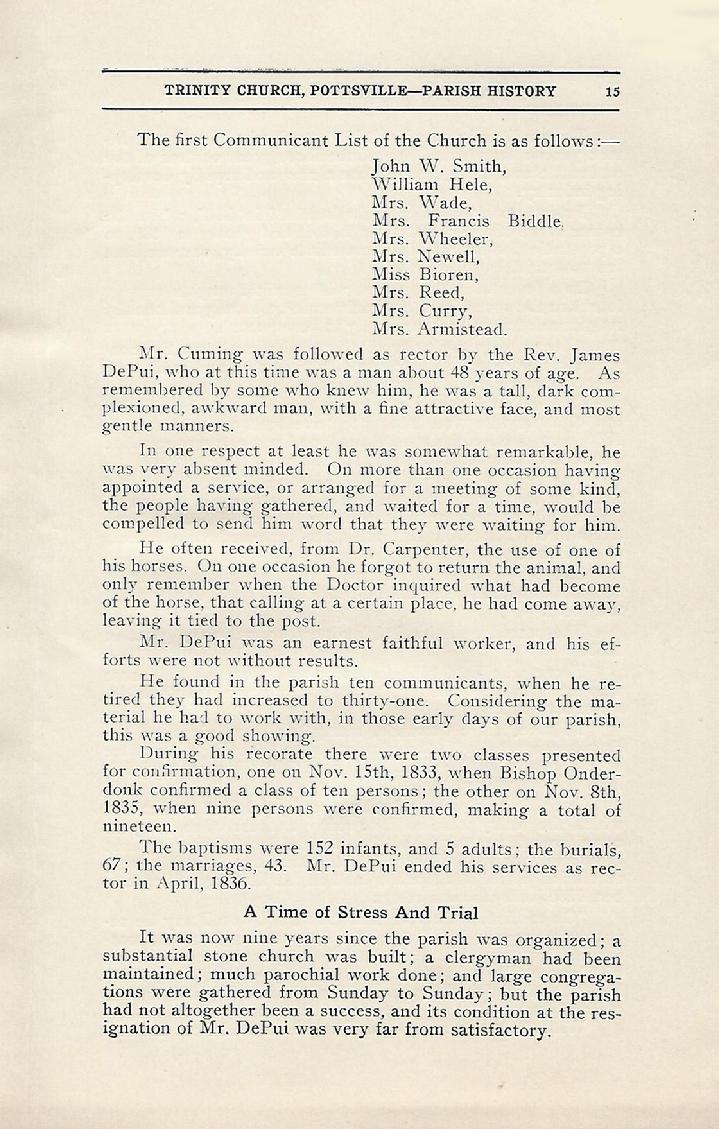 TRINITY CHURCH, POTTSVILLE—PARISH HISTORY 15
The first Communicant List of the Church is as follows:—
John W. Smith,
William Hele,
Mrs. Wade,
Mrs. Francis Biddle,
Mrs. Wheeler,
Mrs. Newell,
Miss Bioren,
Mrs. Reed,
Mrs. Curry,
Mrs. Armistead.
Mr. Cuming was followed as rector by the Rev. James
DePui, who at this time was a man about 48 years of age. As
remembered by some who knew him, he was a tall, dark com-
plexioned, awkward man, with a fine attractive face, and most
gentle manners.
In one respect at least he was somewhat remarkable, he
was very absent minded. On more than one occasion having
appointed a service, or arranged for a meeting of some kind,
the people having gathered, and waited for a time, would be
compelled to send him word that they were waiting for him.
He often received, from Dr. Carpenter, the use of one of
his horses. On one occasion he forgot to return the animal, and
only remember when the Doctor inquired what had become
of the horse, that calling at a certain place, he had come away,
leaving it tied to the post.
Mr. DePui was an earnest faithful worker, and his ef-
forts were not without results.
He found in the parish ten communicants, when he re-
tired they had increased to thirty-one. Considering the ma-
terial he had to work with, in those early days of our parish,
this was a good showing.
During his recorate there were two classes presented
for confirmation, one on Nov. 15th, 1833, when Bishop Onder-
donk confirmed a class of ten persons; the other on Nov. 8th,
1835, when nine persons were confirmed, making a total of
nineteen.
The baptisms were 152 infants, and 5 adults; the burials,
67; the marriages, 43. Mr. DePui ended his services as rec-
tor in April, 1836.
A Time of Stress And Trial
It was now nine years since the parish was organized; a
substantial stone church was built; a clergyman had been
maintained; much parochial work done; and large congrega-
tions were gathered from Sunday to Sunday; but the parish
had not altogether been a success, and its condition at the res-
ignation of Mr. DePui was very far from satisfactory.